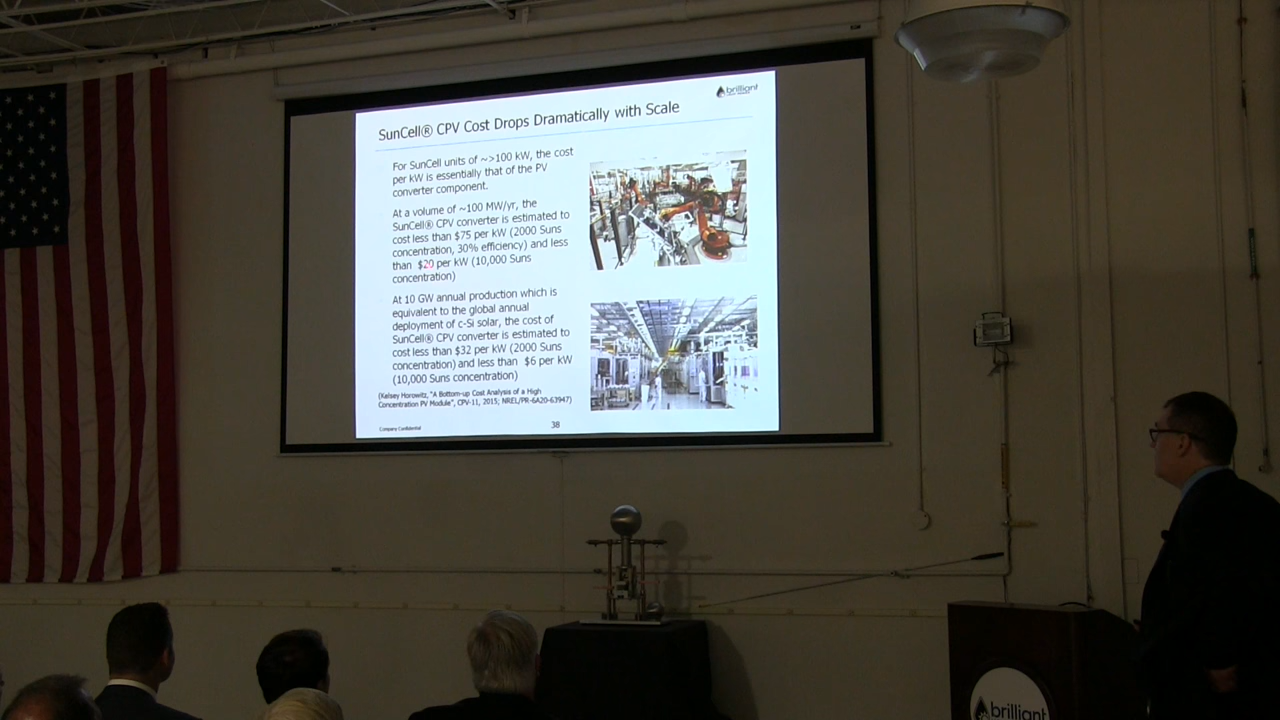 brilliant
SunCell® CPV Cost Drops Dramatically with Scale
For SunCell units of ~>100 kW, the cost
per kW is essentially that of the PV
converter component.
At a volume of ~100 MW/yr, the
SunCell® CPV converter is estimated to
cost less than $75 per kW (2000 Suns
concentration, 30% efficiency) and less
than $20 per kW (10,000 Suns
concentration)
At 10 GW annual production which is
equivalent to the global annual
deployment of c-Si solar, the cost of
SunCell® CPV converter is estimated to
cost less than $32 per kW (2000 Suns
concentration) and less than $6 per kW
(10,000 Suns concentration)
(Kelsey Horowitz, "A Bottom-up Cost Analysis of a High
Concentration PV Module", CPV-11, 2015; NREL/PR-6A20-63947)
Company Confidential
38
brilliant